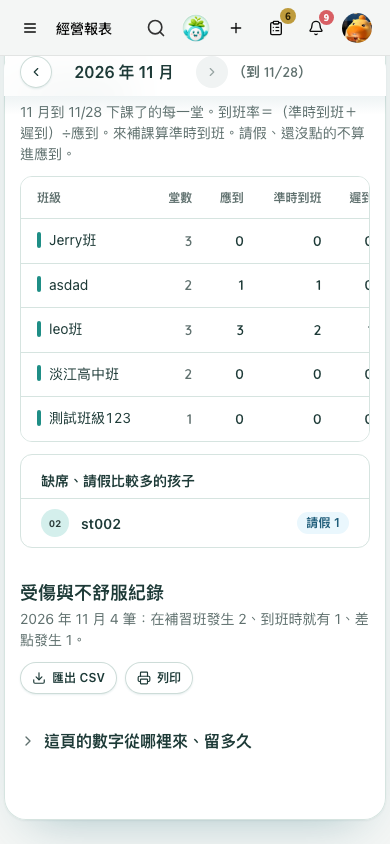 經營報表
6
9
2026 年 11 月
（到 11/28）
11 月到 11/28 下課了的每一堂。到班率＝（準時到班＋
遲到）÷應到。來補課算準時到班。請假、還沒點的不算
進應到。
班級 堂數 應到 準時到班
Jerry班 3 0 0
asdad 2 1 1
leo班 3 3 2
淡江高中班 2 0 0
測試班級123 1 0 0
缺席、請假比較多的孩子
02 st002 請假 1
受傷與不舒服紀錄
2026 年 11 月 4 筆：在補習班發生 2、到班時就有 1、差
點發生 1。
匯出 CSV 列印
這頁的數字從哪裡來、留多久